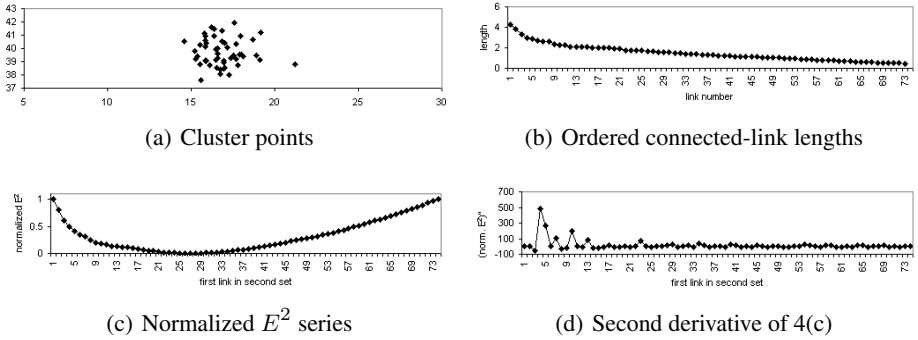 43
42
41
40
39
38
37
5 10 15 20 25 30
(a) Cluster points
length
6
4
2
0
1 5 9 13 17 21 25 29 33 37 41 45 49 53 57 61 65 69 73
link number
(b) Ordered connected-link lengths
normalized E²
1
0.5
0
1 5 9 13 17 21 25 29 33 37 41 45 49 53 57 61 65 69 73
first link in second set
(c) Normalized E² series
(norm. E²)"
700
500
300
100
-100
1 5 9 13 17 21 25 29 33 37 41 45 49 53 57 61 65 69 73
first link in second set
(d) Second derivative of 4(c)